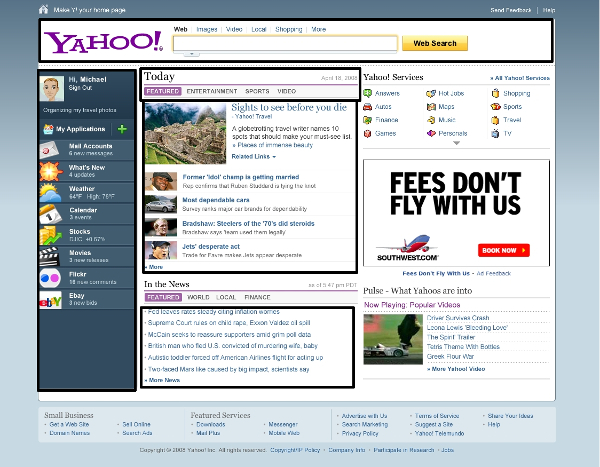 Make Y! your home page
Send Feedback | Help
Web | Images | Video | Local | Shopping | More
YAHOO!
Web Search
Hi, Michael
Sign Out
Organizing my travel photos
My Applications
Mail Accounts
6 new messages
What's New
4 updates
Weather
64°F High: 76°F
Calendar
3 events
Stocks
+0.67%
Movies
3 new releases
Flickr
16 new comments
Ebay
3 new bids
Today
April 18, 2008
FEATURED ENTERTAINMENT SPORTS VIDEO
Sights to see before you die
- Yahoo! Travel
A globetrotting travel writer names 10
spots that should make your must-see list.
» Places of immense beauty
Related Links
Former 'Idol' champ is getting married
Rep confirms that Ruben Studdard is tying the knot
Most dependable cars
Survey ranks major car brands for dependability
Bradshaw: Steelers of the '70's did steroids
Bradshaw says 'team used them legally'
Jets' desperate act
Trade for Favre makes Jets appear desperate
» More
In the News
as of 5:47 pm PDT
FEATURED WORLD LOCAL FINANCE
• Fed leaves rates steady citing inflation worries
• Supreme Court rules on child rape, Exxon Valdez oil spill
• McCain seeks to reassure supporters amid grim poll data
• British man who fled U.S. convicted of murdering wife, baby
• Autistic toddler forced off American Airlines flight for acting up
• Two-faced Mars like caused by big impact, scientists say
» More News
Yahoo! Services
» All Yahoo! Services
Answers Hot Jobs Shopping
Autos Maps Sports
Finance Music Travel
Games Personals TV
FEES DON'T
FLY WITH US
SOUTHWEST.COM
BOOK NOW
Fees Don't Fly With Us - Ad Feedback
Pulse - What Yahoos are into
Now Playing: Popular Videos
Driver Survives Crash
Leona Lewis 'Bleeding Love'
The Spirit Trailer
Tetris Theme With Bottles
Greek Flour War
» More Yahoo! Video
Small Business
• Get a Web Site
• Domain Names
• Sell Online
• Search Ads
Featured Services
• Downloads
• Mail Plus
• Messenger
• Mobile Web
• Advertise with Us
• Search Marketing
• Privacy Policy
• Terms of Service
• Suggest a Site
• Yahoo! Telemundo
• Share Your Ideas
• Help
Copyright © 2008 Yahoo! Inc. All rights reserved. Copyright/IP Policy • Company Info • Participate in Research • Jobs